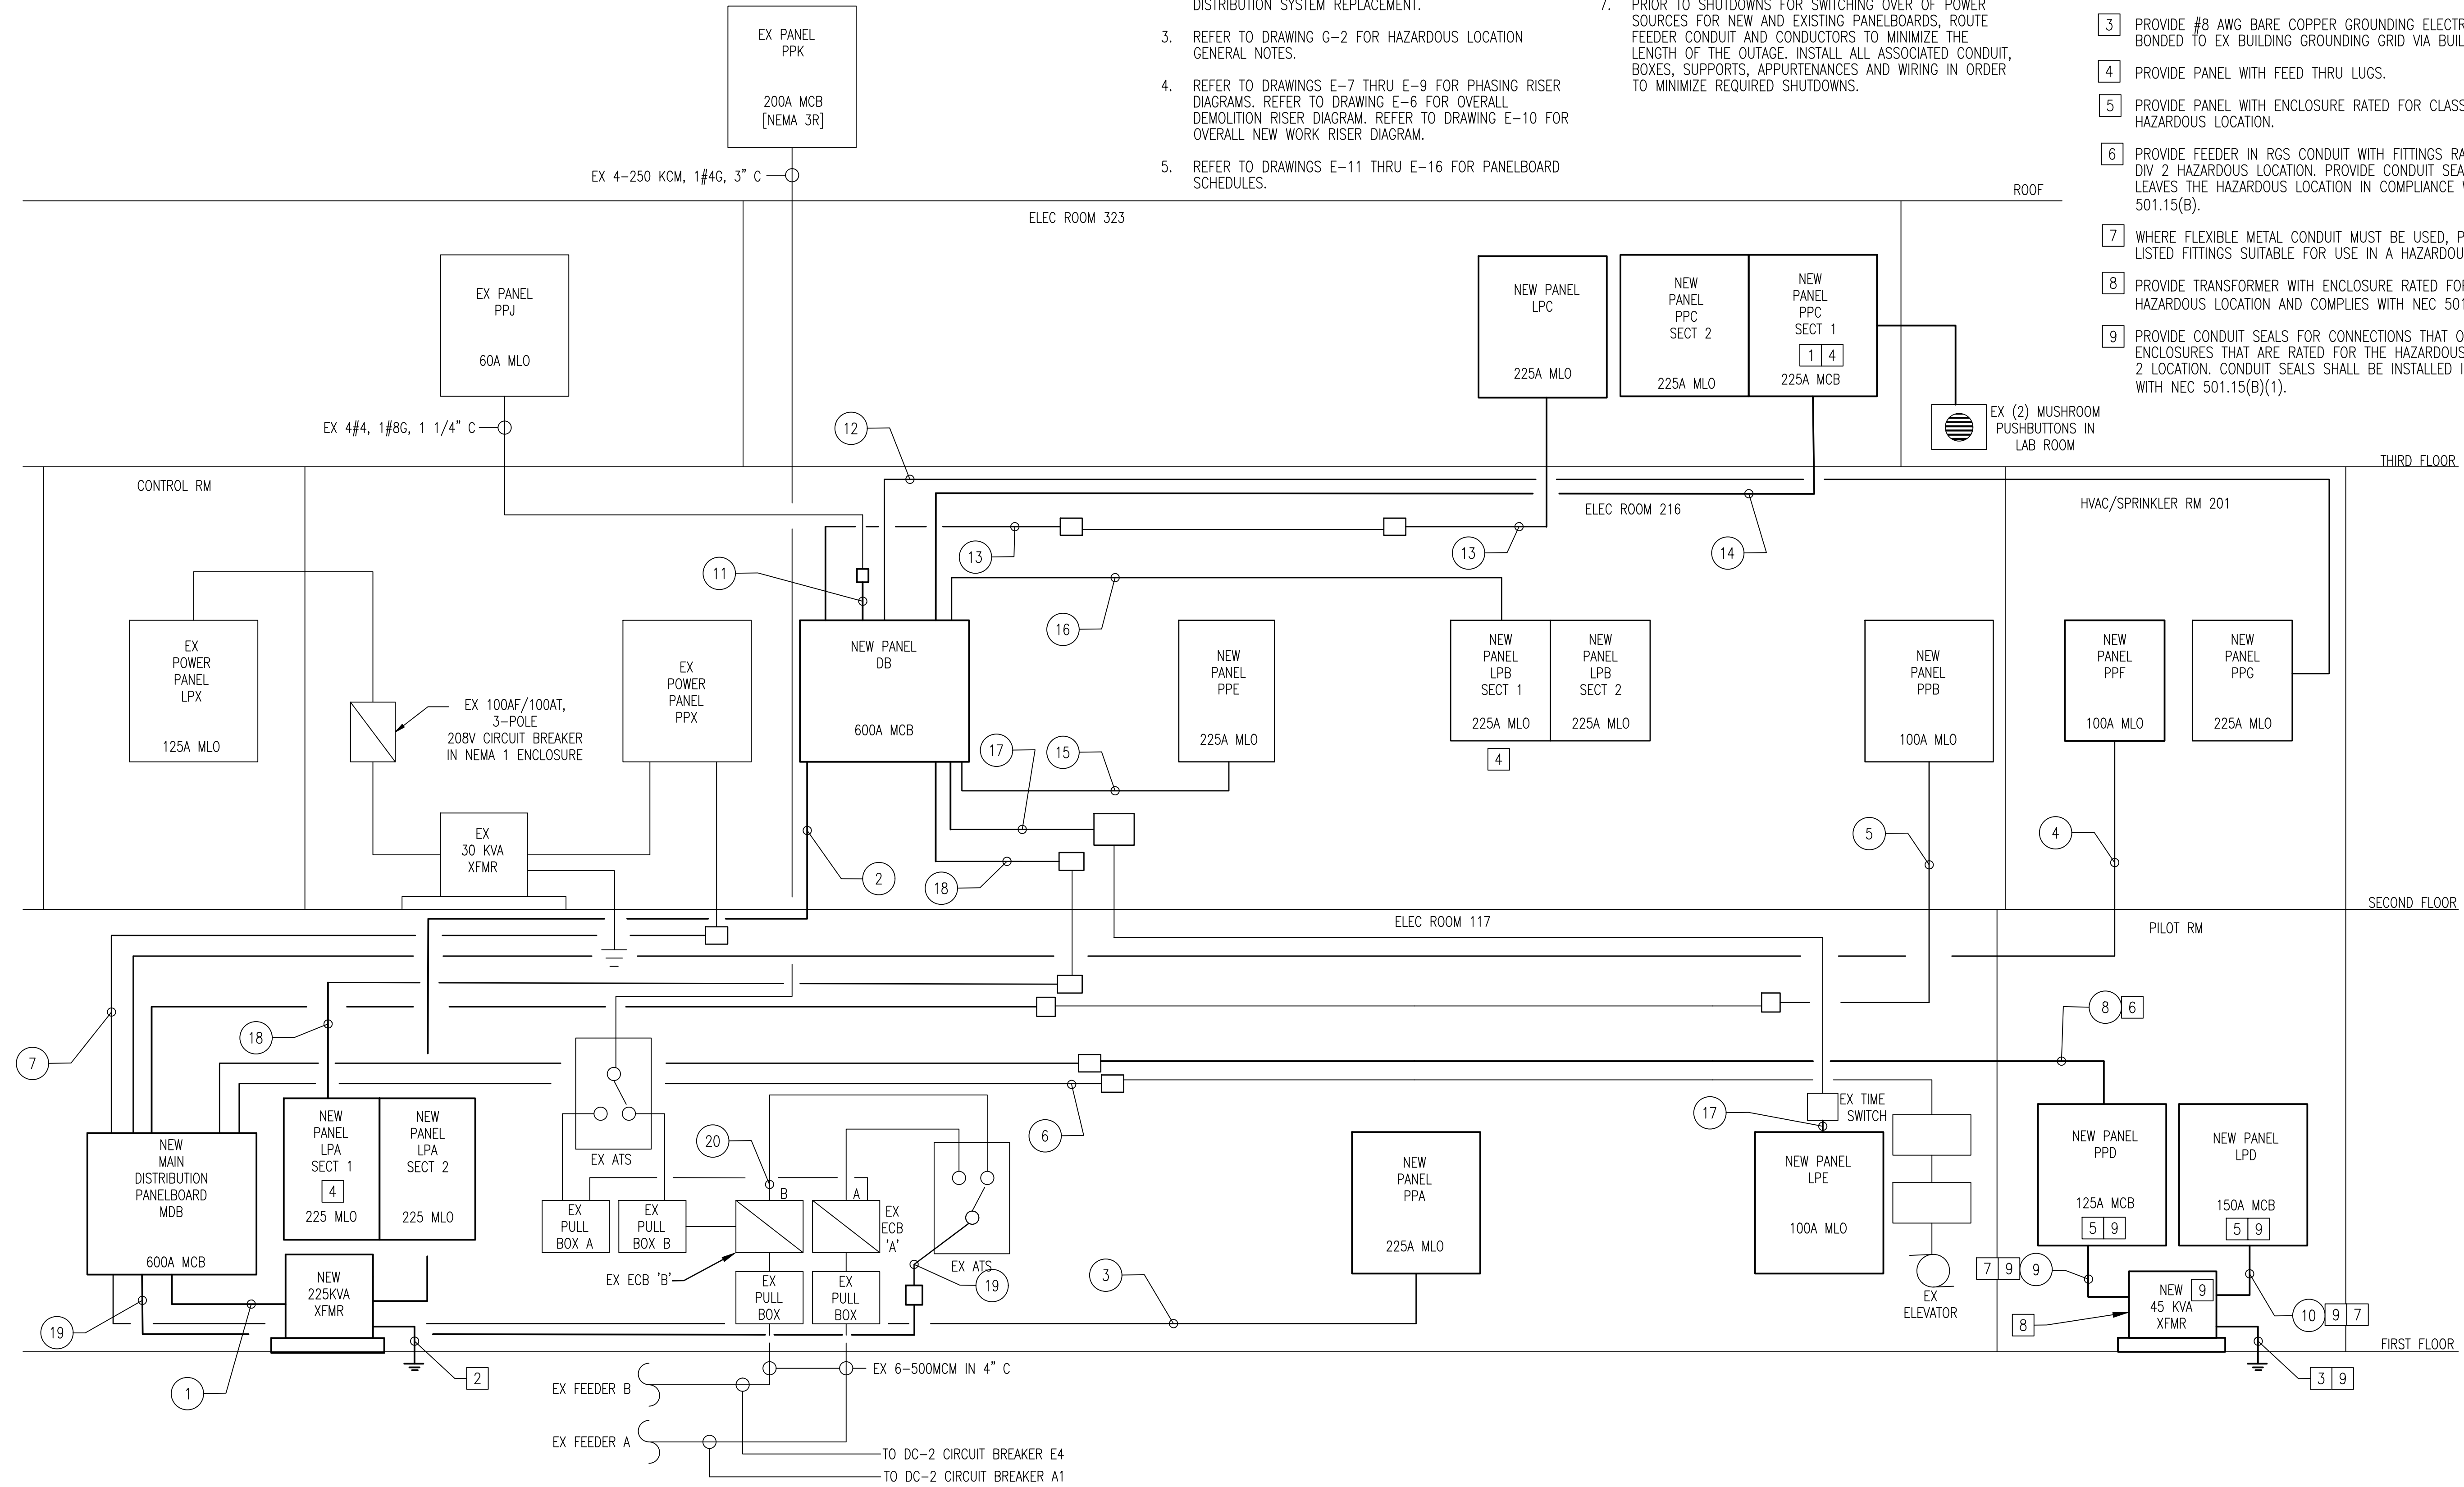 DISTRIBUTION SYSTEM REPLACEMENT.
3. REFER TO DRAWING G-2 FOR HAZARDOUS LOCATION
GENERAL NOTES.
4. REFER TO DRAWINGS E-7 THRU E-9 FOR PHASING RISER
DIAGRAMS. REFER TO DRAWING E-6 FOR OVERALL
DEMOLITION RISER DIAGRAM. REFER TO DRAWING E-10 FOR
OVERALL NEW WORK RISER DIAGRAM.
5. REFER TO DRAWINGS E-11 THRU E-16 FOR PANELBOARD
SCHEDULES.
7. PRIOR TO SHUTDOWNS FOR SWITCHING OVER OF POWER
SOURCES FOR NEW AND EXISTING PANELBOARDS, ROUTE
FEEDER CONDUIT AND CONDUCTORS TO MINIMIZE THE
LENGTH OF THE OUTAGE. INSTALL ALL ASSOCIATED CONDUIT,
BOXES, SUPPORTS, APPURTENANCES AND WIRING IN ORDER
TO MINIMIZE REQUIRED SHUTDOWNS.
3 PROVIDE #8 AWG BARE COPPER GROUNDING ELECTR
BONDED TO EX BUILDING GROUNDING GRID VIA BUIL
4 PROVIDE PANEL WITH FEED THRU LUGS.
5 PROVIDE PANEL WITH ENCLOSURE RATED FOR CLASS
HAZARDOUS LOCATION.
6 PROVIDE FEEDER IN RGS CONDUIT WITH FITTINGS RA
DIV 2 HAZARDOUS LOCATION. PROVIDE CONDUIT SEA
LEAVES THE HAZARDOUS LOCATION IN COMPLIANCE
501.15(B).
7 WHERE FLEXIBLE METAL CONDUIT MUST BE USED, P
LISTED FITTINGS SUITABLE FOR USE IN A HAZARDOU
8 PROVIDE TRANSFORMER WITH ENCLOSURE RATED FO
HAZARDOUS LOCATION AND COMPLIES WITH NEC 501
9 PROVIDE CONDUIT SEALS FOR CONNECTIONS THAT O
ENCLOSURES THAT ARE RATED FOR THE HAZARDOUS
2 LOCATION. CONDUIT SEALS SHALL BE INSTALLED I
WITH NEC 501.15(B)(1).
EX PANEL
PPK
200A MCB
[NEMA 3R]
EX 4-250 KCM, 1#4G, 3" C
ROOF
ELEC ROOM 323
EX PANEL
PPJ
60A MLO
EX 4#4, 1#8G, 1 1/4" C
NEW PANEL
LPC
225A MLO
NEW
PANEL
PPC
SECT 2
225A MLO
NEW
PANEL
PPC
SECT 1
1 4
225A MCB
EX (2) MUSHROOM
PUSHBUTTONS IN
LAB ROOM
12
THIRD FLOOR
CONTROL RM
ELEC ROOM 216
HVAC/SPRINKLER RM 201
13
13
14
11
16
EX
POWER
PANEL
LPX
125A MLO
EX 100AF/100AT,
3-POLE
208V CIRCUIT BREAKER
IN NEMA 1 ENCLOSURE
EX
POWER
PANEL
PPX
NEW PANEL
DB
600A MCB
NEW
PANEL
PPE
225A MLO
NEW
PANEL
LPB
SECT 1
225A MLO
4
NEW
PANEL
LPB
SECT 2
225A MLO
NEW
PANEL
PPB
100A MLO
NEW
PANEL
PPF
100A MLO
NEW
PANEL
PPG
225A MLO
17
15
EX
30 KVA
XFMR
2
18
5
4
SECOND FLOOR
ELEC ROOM 117
PILOT RM
18
7
8 6
NEW
MAIN
DISTRIBUTION
PANELBOARD
MDB
600A MCB
NEW
PANEL
LPA
SECT 1
4
225 MLO
NEW
PANEL
LPA
SECT 2
225 MLO
EX ATS
20
6
EX
PULL
BOX A
EX
PULL
BOX B
B
A
EX
ECB
'A'
EX ECB 'B'
EX
PULL
BOX
EX
PULL
BOX
EX ATS
19
3
NEW
PANEL
PPA
225A MLO
17
EX TIME
SWITCH
NEW PANEL
LPE
100A MLO
EX
ELEVATOR
NEW PANEL
PPD
125A MCB
5 9
NEW PANEL
LPD
150A MCB
5 9
7 9 9
NEW 9
45 KVA
XFMR
8
10 9 7
3 9
NEW
225KVA
XFMR
19
1
2
FIRST FLOOR
EX 6-500MCM IN 4" C
EX FEEDER B
EX FEEDER A
TO DC-2 CIRCUIT BREAKER E4
TO DC-2 CIRCUIT BREAKER A1